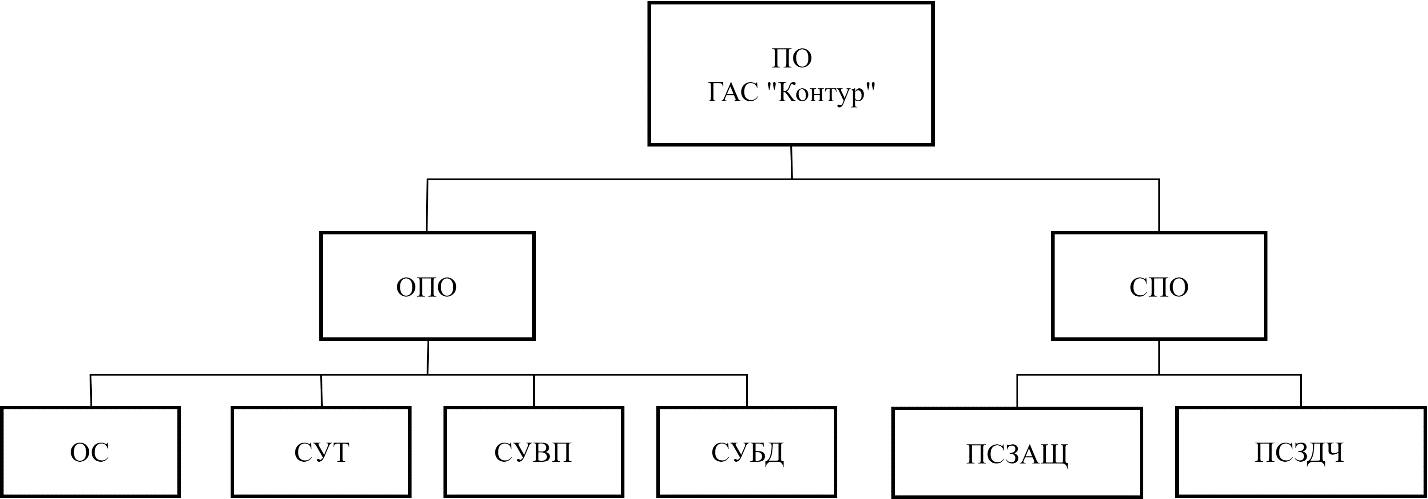 ПО
ГАС "Контур"
ОПО
СПО
ОС
СУТ
СУВП
СУБД
ПСЗАЩ
ПСЗДЧ